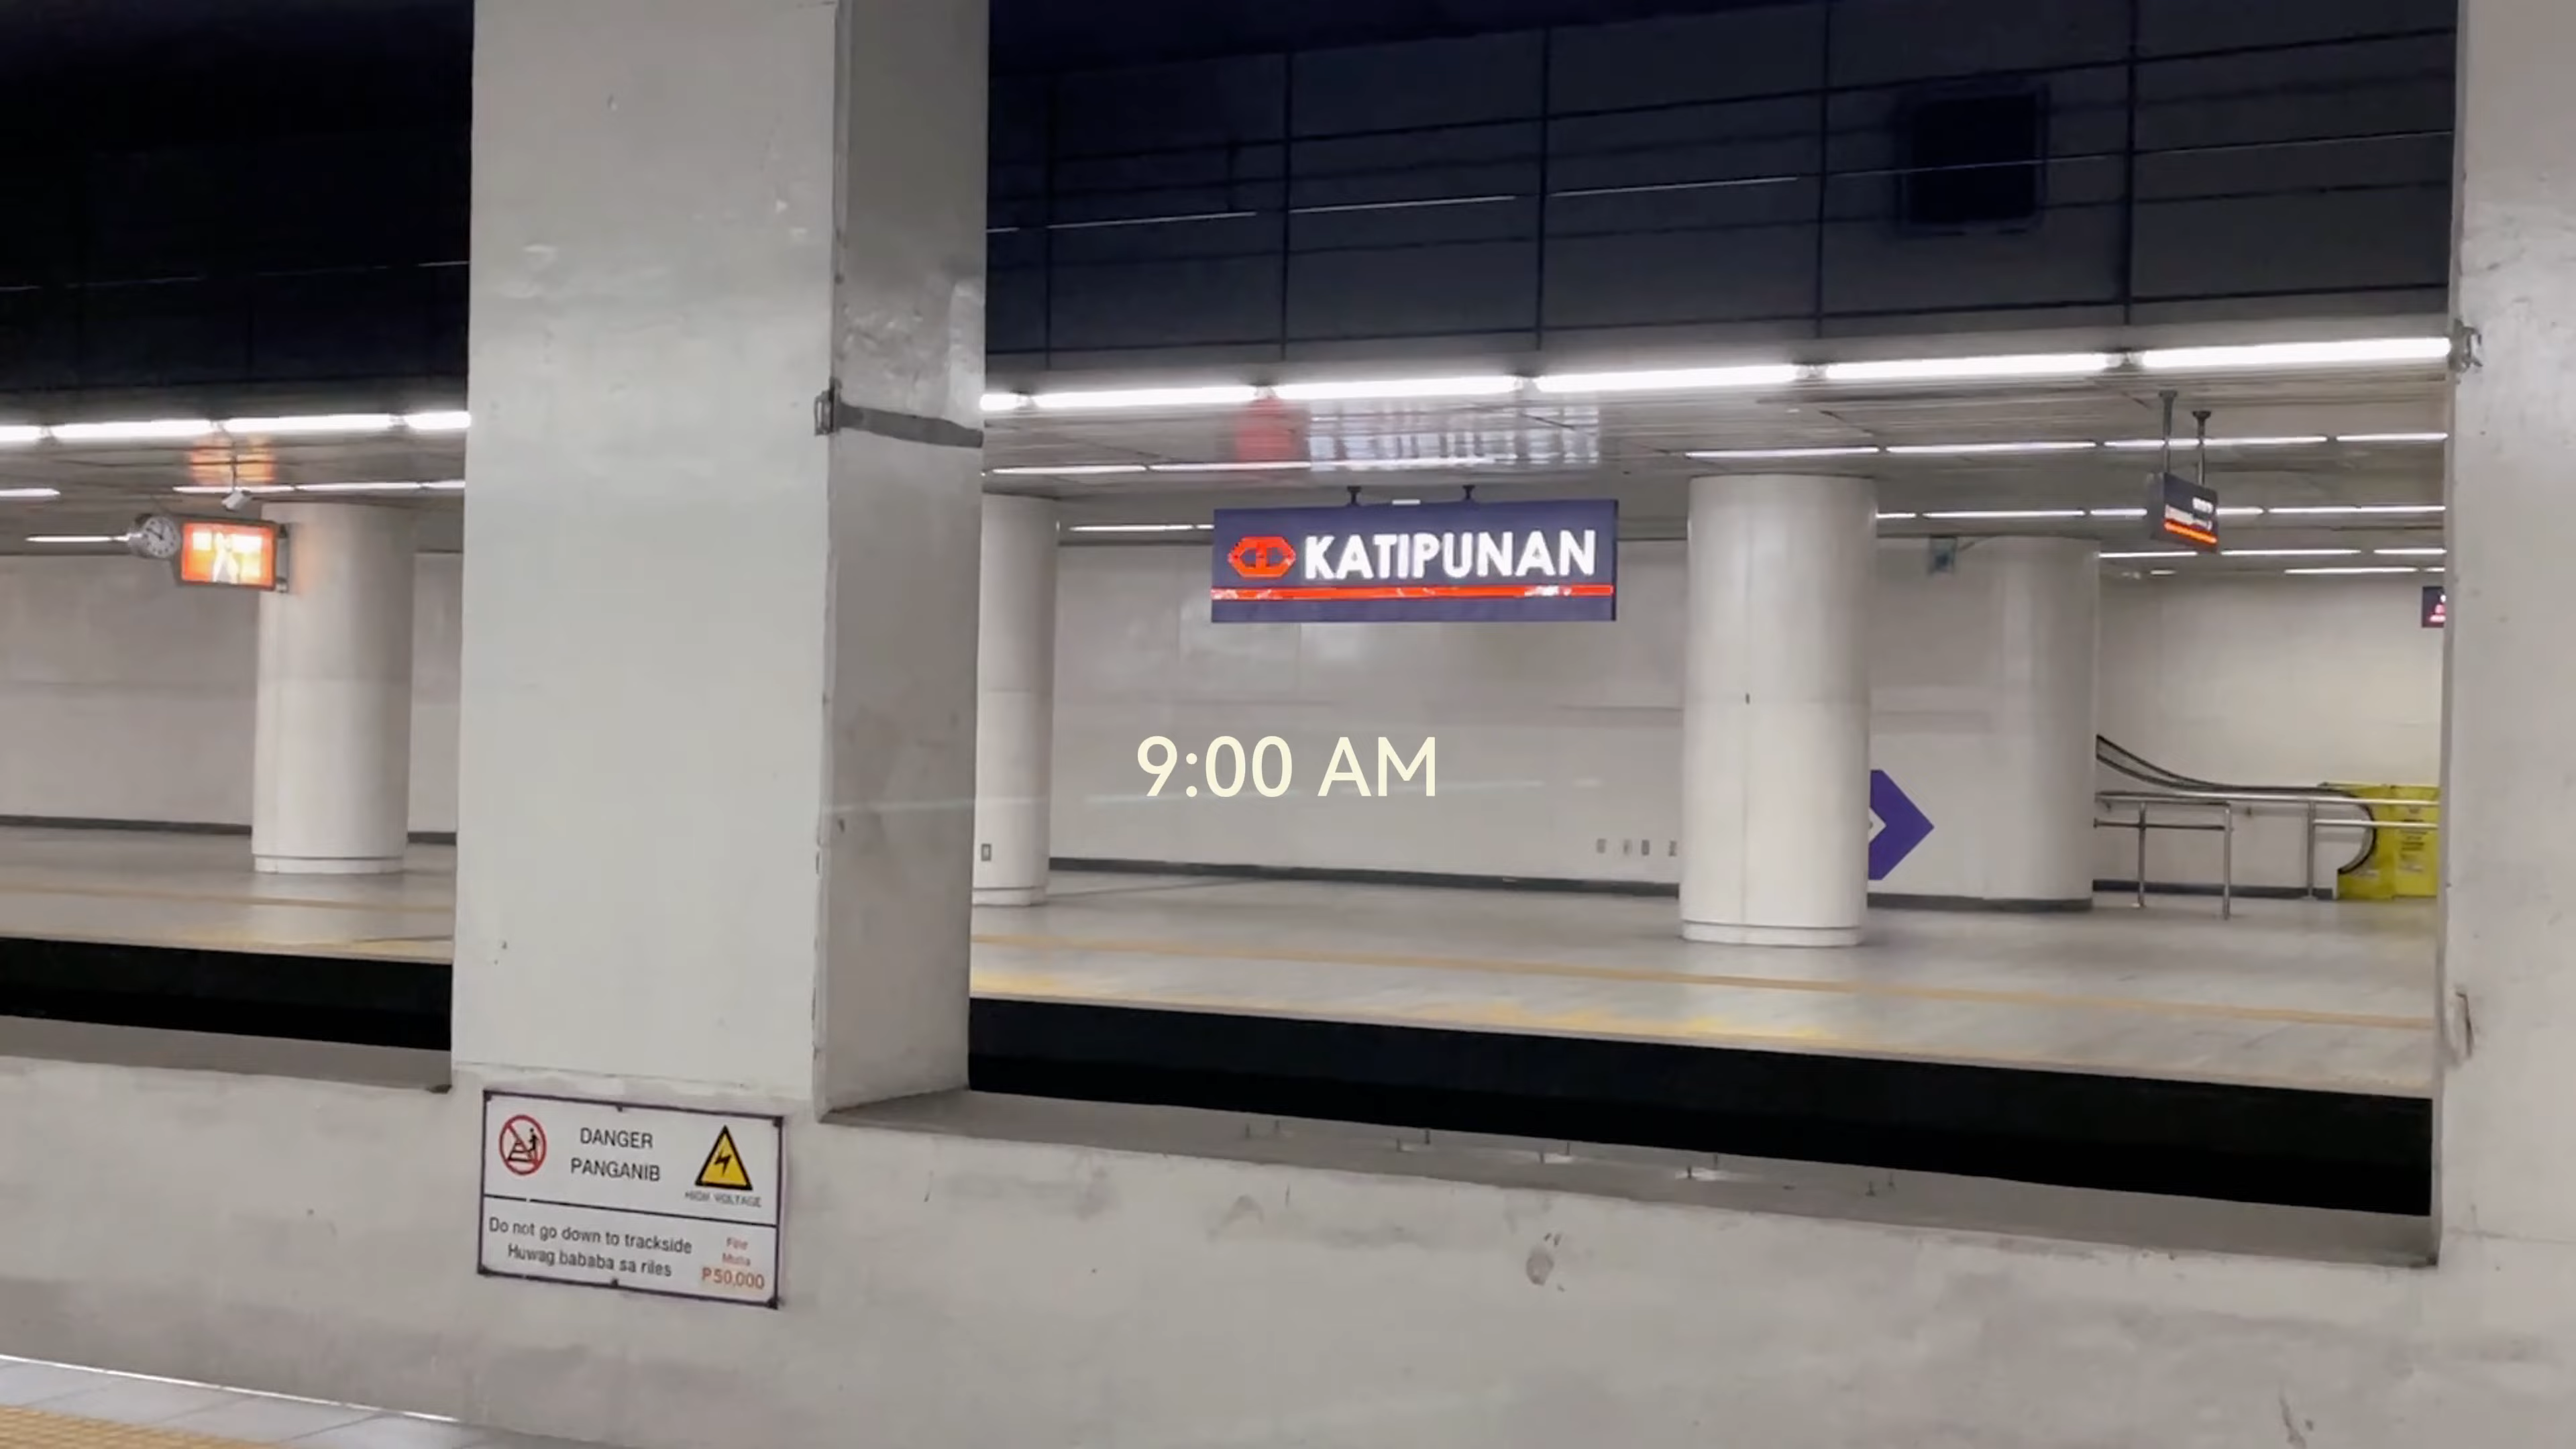 KATIPUNAN
9:00 AM
DANGER
PANGANIB
HIGH VOLTAGE
Do not go down to trackside
Huwag bababa sa riles
Fine
Multa
P50,000